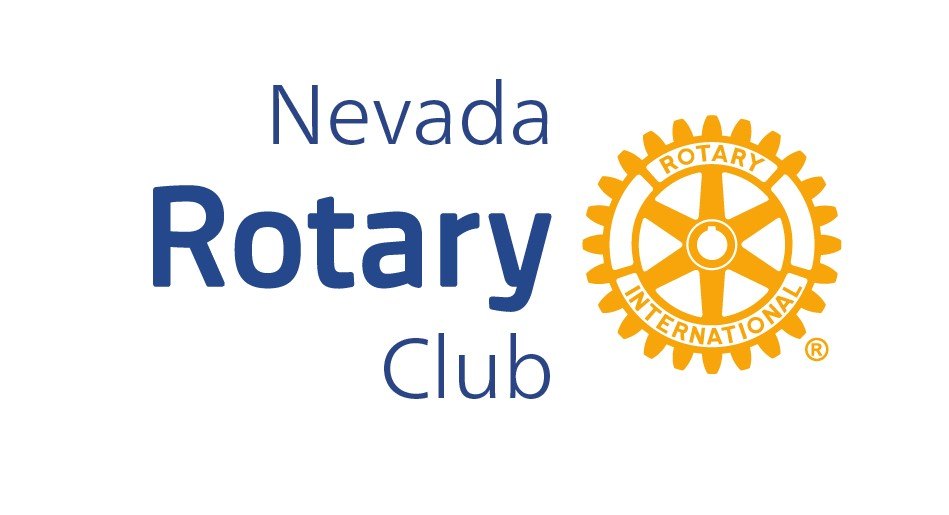 Nevada
Rotary
Club
ROTARY
INTERNATIONAL
®